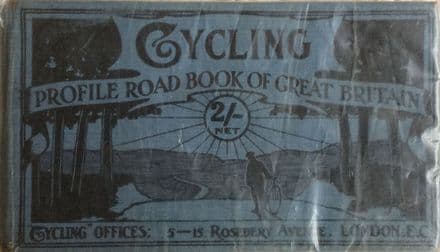 CYCLING
PROFILE ROAD BOOK OF GREAT BRITAIN
2/-
NET
"CYCLING" OFFICES: 5—15, ROSEBERY AVENUE, LONDON, E.C